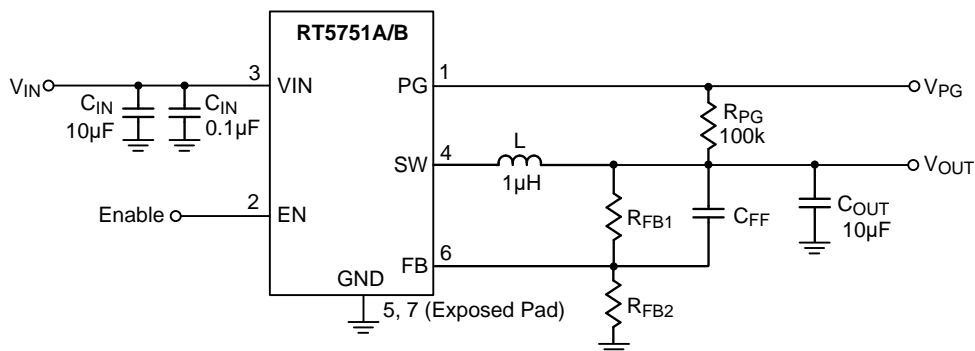 RT5751A/B
VIN
3
VIN
CIN
10µF
CIN
0.1µF
Enable
2
EN
GND
5, 7 (Exposed Pad)
PG
1
VPG
RPG
100k
SW
4
L
1µH
VOUT
RFB1
CFF
COUT
10µF
FB
6
RFB2